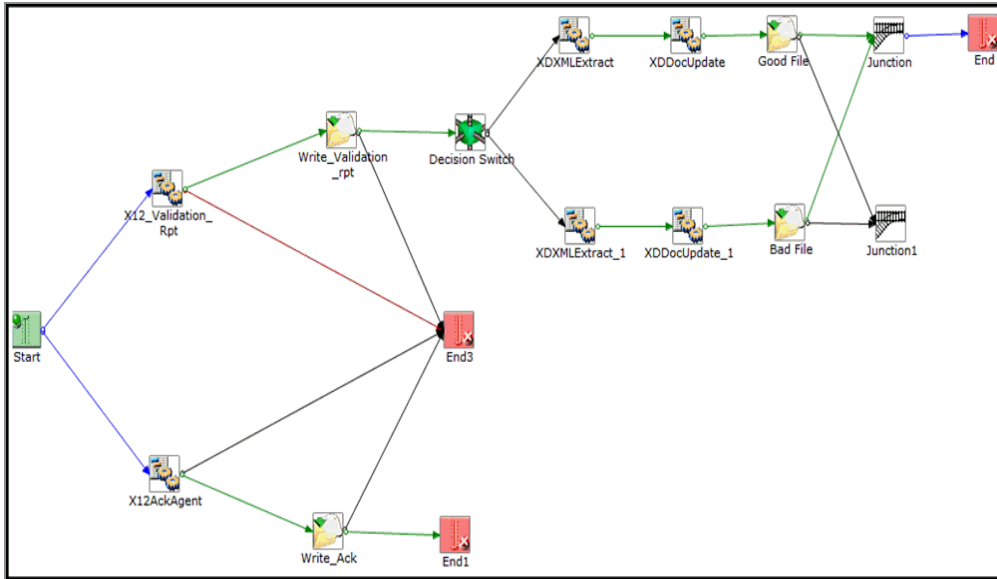 XDXMLExtract
XDDocUpdate
Good File
Junction
End
Write_Validation
_rpt
Decision Switch
X12_Validation_
Rpt
XDXMLExtract_1
XDDocUpdate_1
Bad File
Junction1
Start
End3
X12AckAgent
Write_Ack
End1